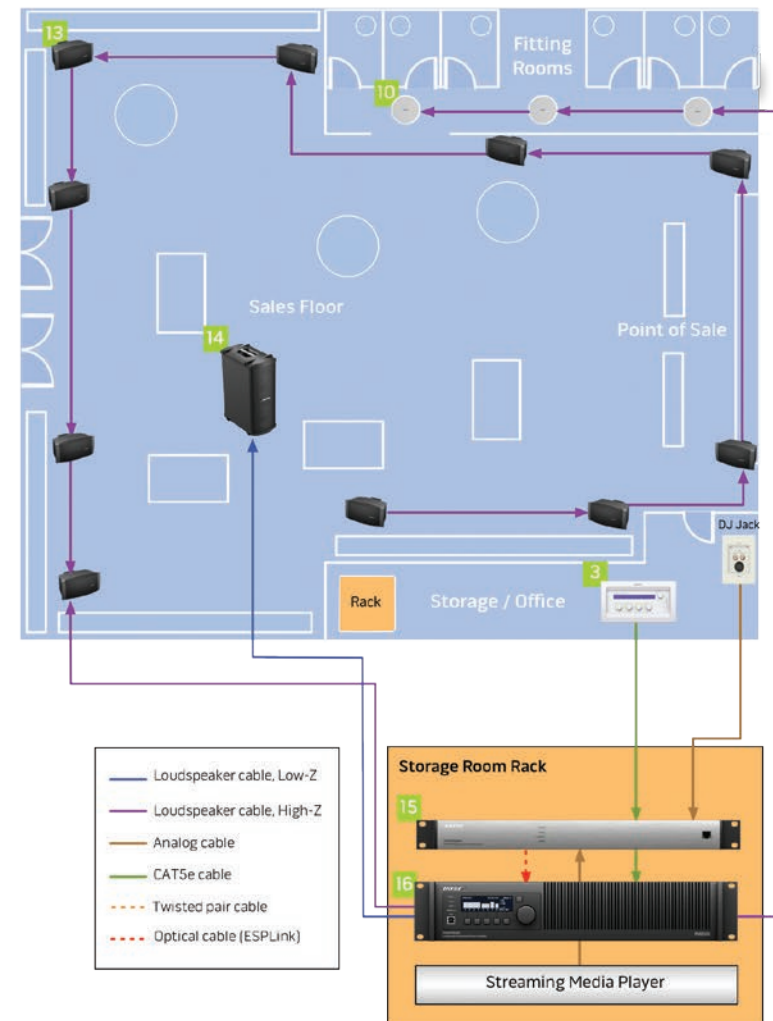 13
Fitting
Rooms
10
Sales Floor
14
Point of Sale
DJ Jack
3
Rack
Storage / Office
Loudspeaker cable, Low-Z
Loudspeaker cable, High-Z
Analog cable
CAT5e cable
Twisted pair cable
Optical cable (ESPLink)
Storage Room Rack
15
16
Streaming Media Player